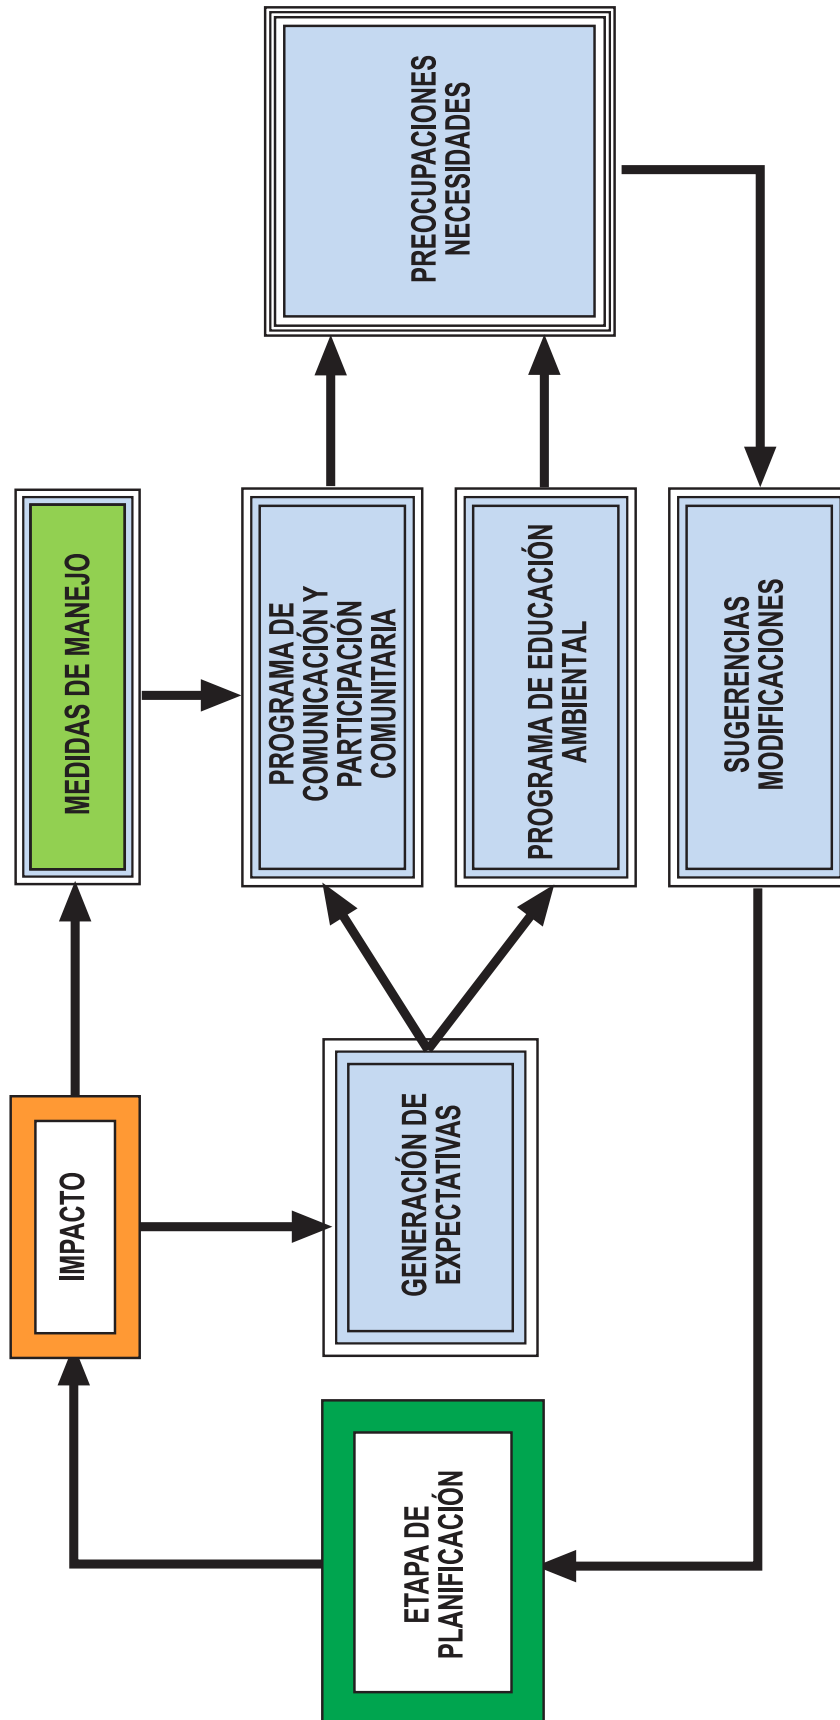 IMPACTO
MEDIDAS DE MANEJO
ETAPA DE
PLANIFICACIÓN
GENERACIÓN DE
EXPECTATIVAS
PROGRAMA DE
COMUNICACIÓN Y
PARTICIPACIÓN
COMUNITARIA
PROGRAMA DE EDUCACIÓN
AMBIENTAL
PREOCUPACIONES
NECESIDADES
SUGERENCIAS
MODIFICACIONES